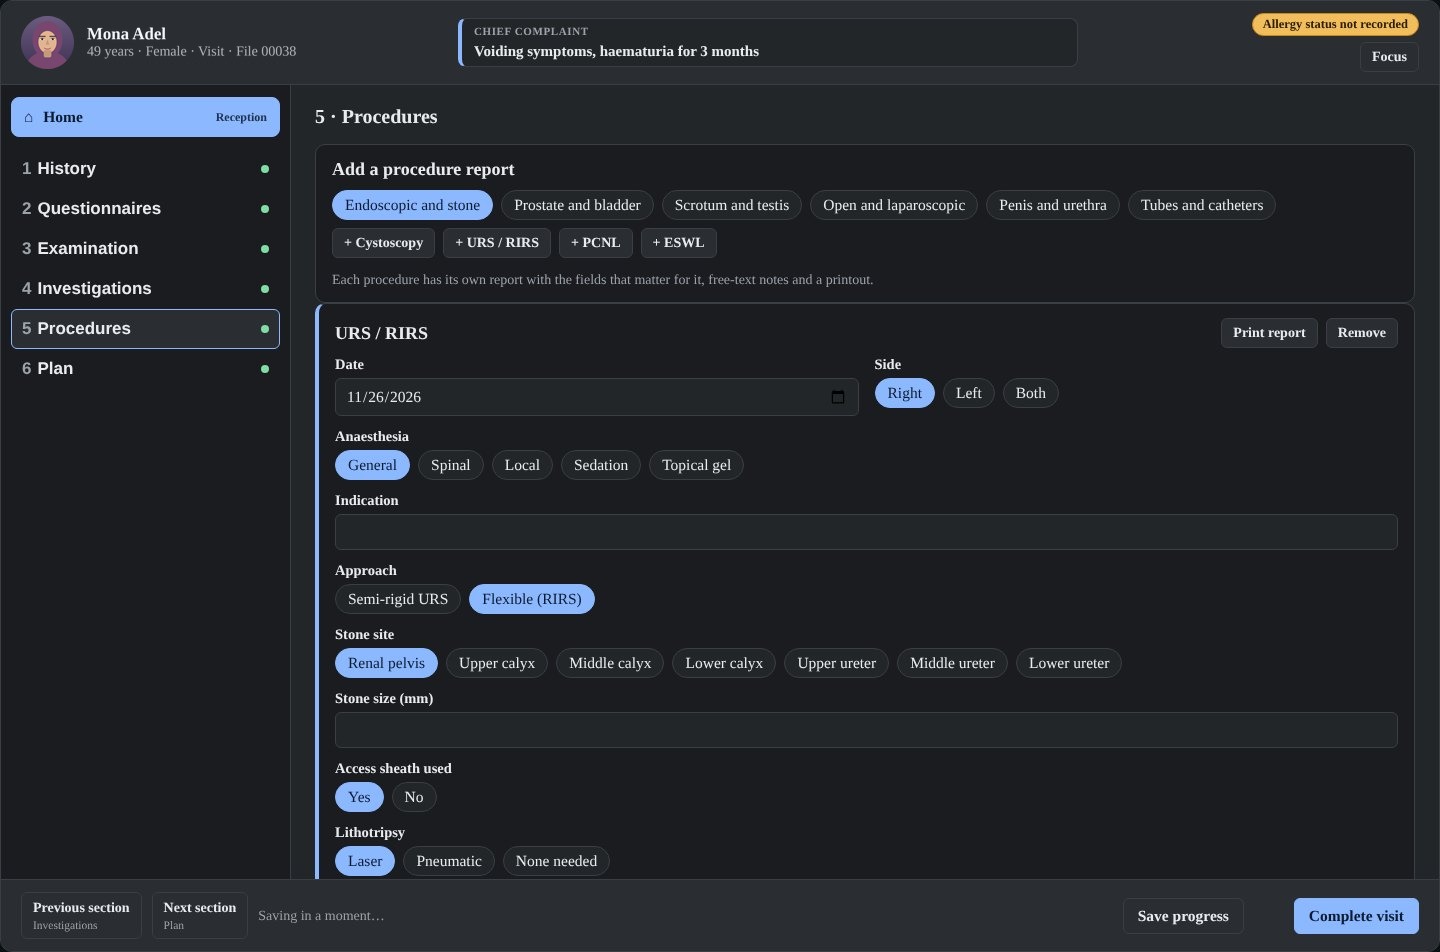 Mona Adel
49 years · Female · Visit · File 00038
CHIEF COMPLAINT
Voiding symptoms, haematuria for 3 months
Allergy status not recorded
Focus
Home
Reception
1 History
2 Questionnaires
3 Examination
4 Investigations
5 Procedures
6 Plan
5 · Procedures
Add a procedure report
Endoscopic and stone
Prostate and bladder
Scrotum and testis
Open and laparoscopic
Penis and urethra
Tubes and catheters
+ Cystoscopy
+ URS / RIRS
+ PCNL
+ ESWL
Each procedure has its own report with the fields that matter for it, free-text notes and a printout.
URS / RIRS
Print report
Remove
Date
Side
11/26/2026
Right
Left
Both
Anaesthesia
General
Spinal
Local
Sedation
Topical gel
Indication
Approach
Semi-rigid URS
Flexible (RIRS)
Stone site
Renal pelvis
Upper calyx
Middle calyx
Lower calyx
Upper ureter
Middle ureter
Lower ureter
Stone size (mm)
Access sheath used
Yes
No
Lithotripsy
Laser
Pneumatic
None needed
Previous section
Investigations
Next section
Plan
Saving in a moment…
Save progress
Complete visit